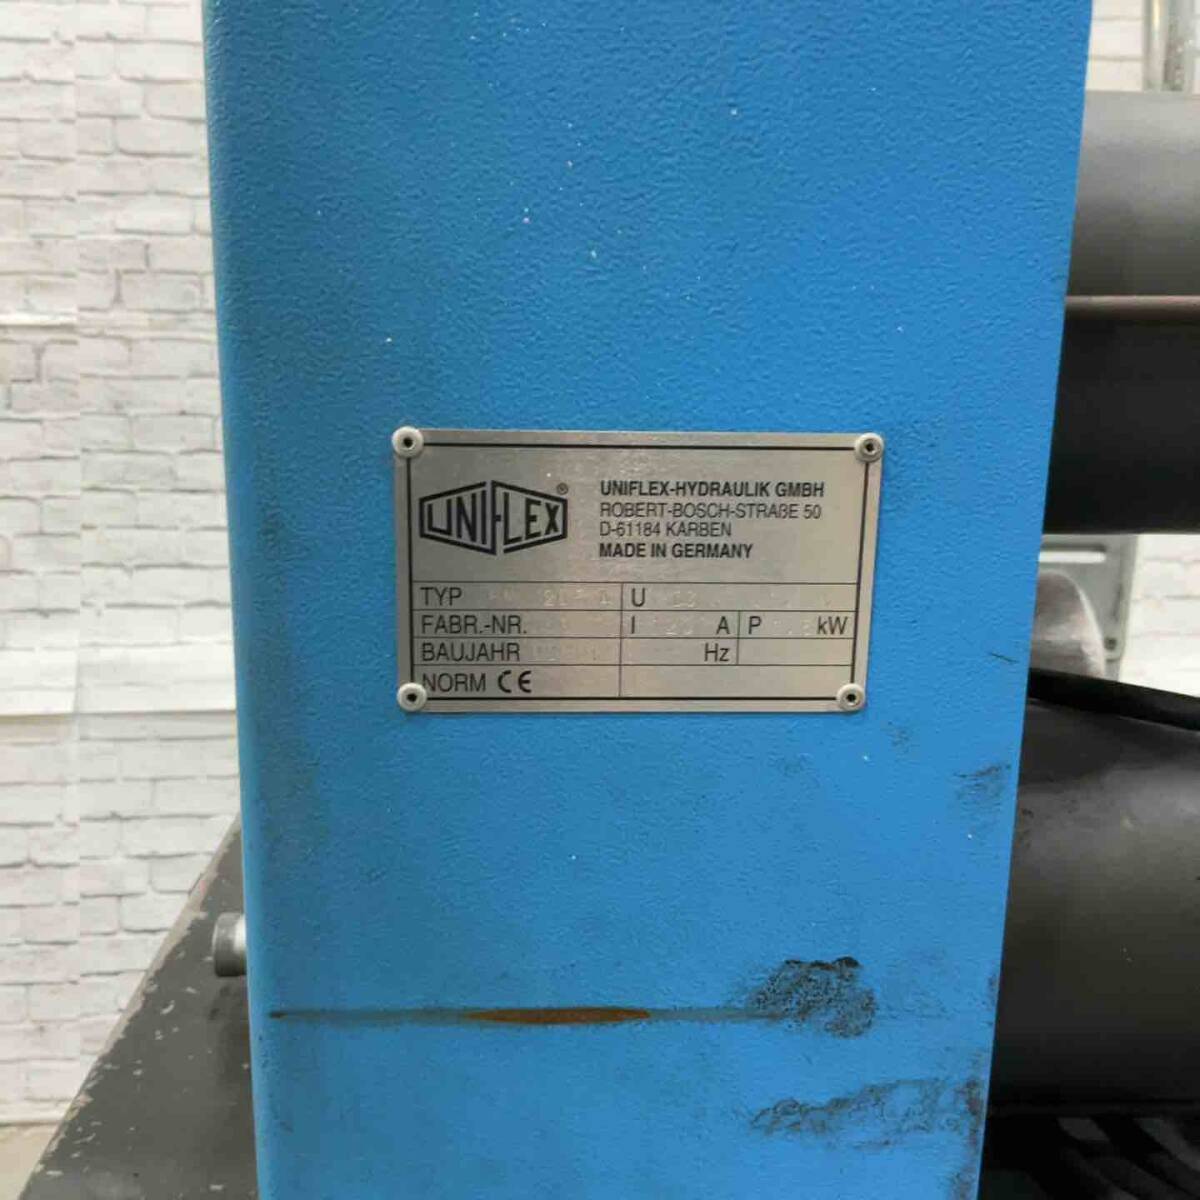 UNIFLEX ®
UNIFLEX-HYDRAULIK GMBH
ROBERT-BOSCH-STRAßE 50
D-61184 KARBEN
MADE IN GERMANY
TYP U
FABR.-NR. I A P kW
BAUJAHR Hz
NORM CE